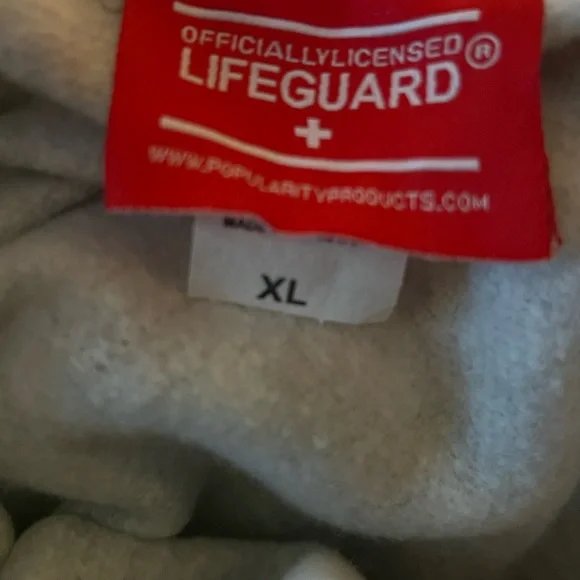 OFFICIALLYLICENSED®
LIFEGUARD
+
WWW.POPULARITYPRODUCTS.COM
XL